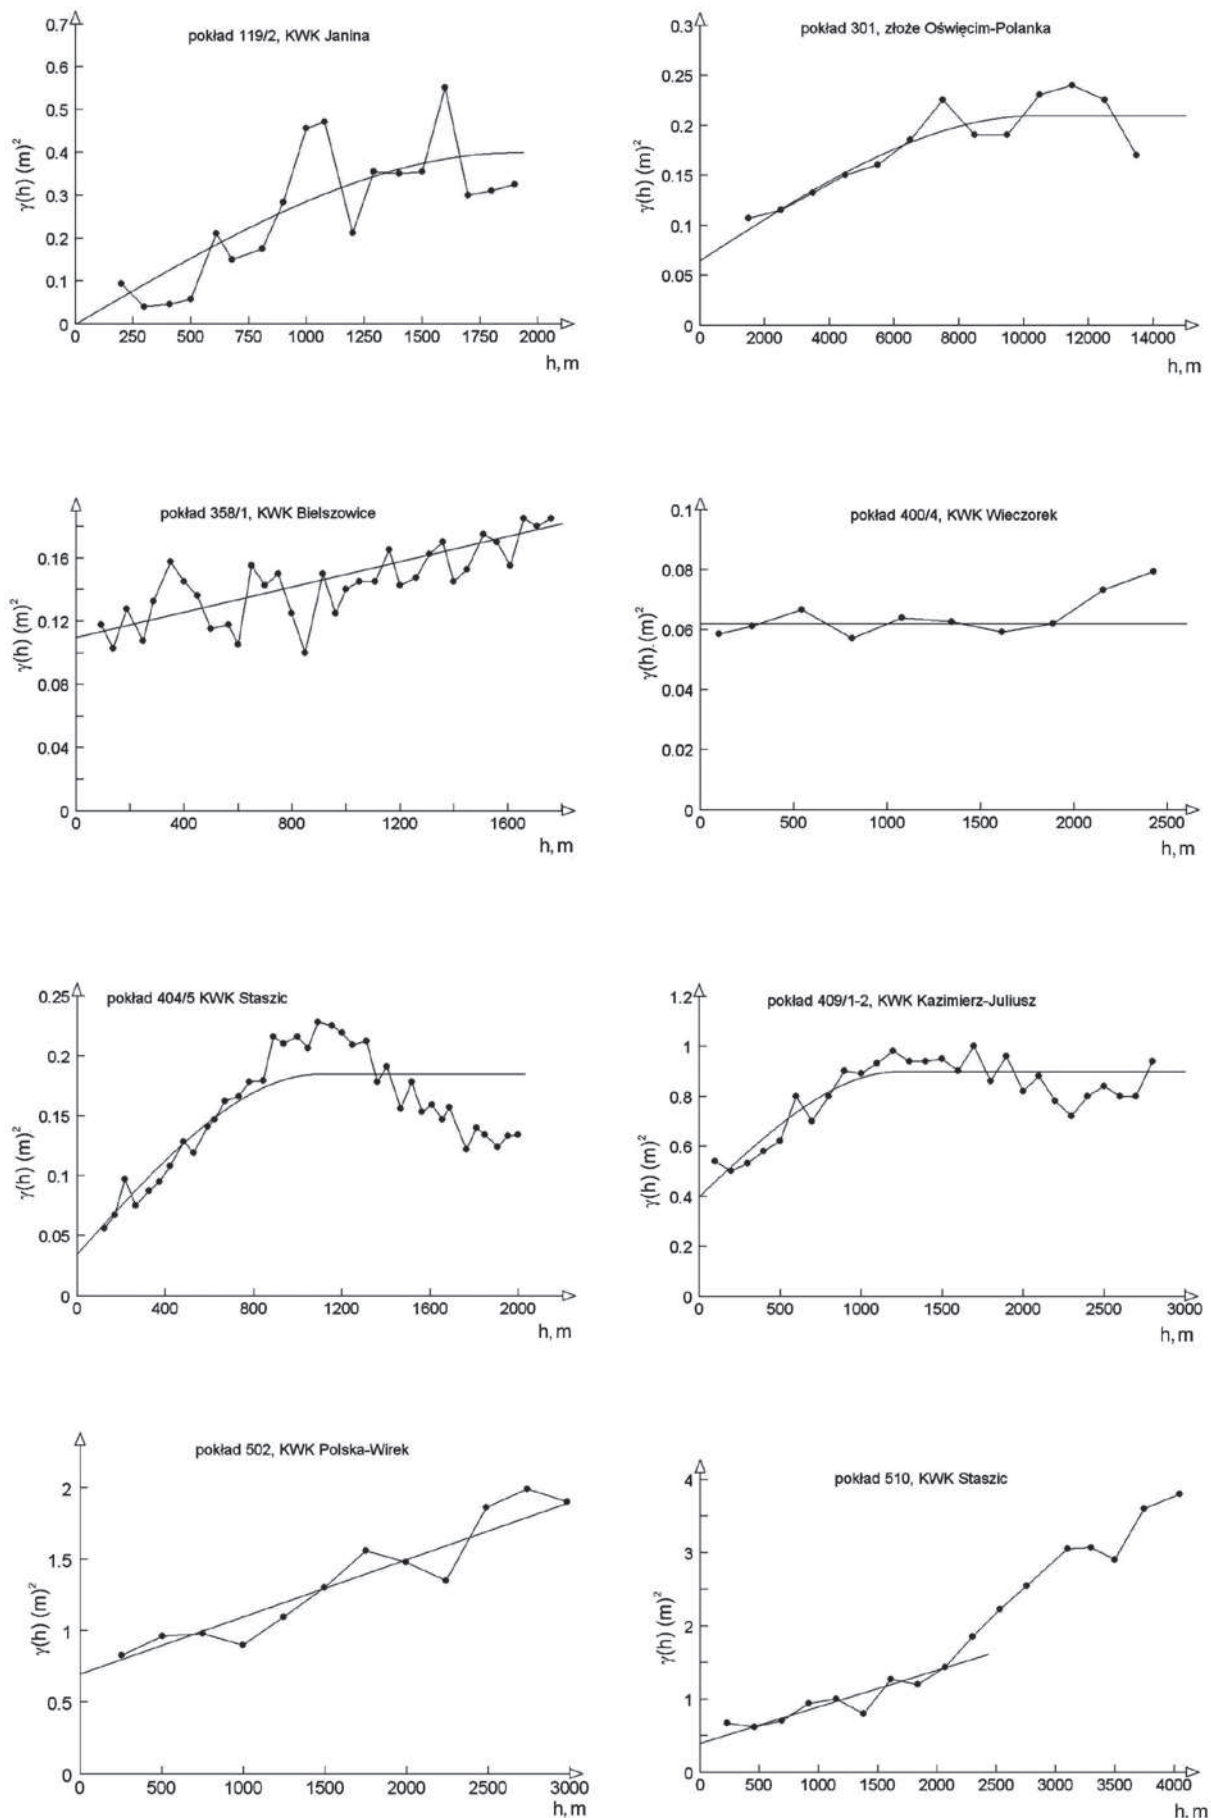 pokład 119/2, KWK Janina
γ(h) (m)²
0.7
0.6
0.5
0.4
0.3
0.2
0.1
0
0 250 500 750 1000 1250 1500 1750 2000
h, m
pokład 301, złoże Oświęcim-Polanka
γ(h) (m)²
0.3
0.25
0.2
0.15
0.1
0.05
0
0 2000 4000 6000 8000 10000 12000 14000
h, m
pokład 358/1, KWK Bielszowice
γ(h) (m)²
0.16
0.12
0.08
0.04
0
0 400 800 1200 1600
h, m
pokład 400/4, KWK Wieczorek
γ(h).(m)²
0.1
0.08
0.06
0.04
0.02
0
0 500 1000 1500 2000 2500
h, m
pokład 404/5 KWK Staszic
γ(h) (m)²
0.25
0.2
0.15
0.1
0.05
0
0 400 800 1200 1600 2000
h, m
pokład 409/1-2, KWK Kazimierz-Juliusz
γ(h) (m)²
1.2
1
0.8
0.6
0.4
0.2
0
0 500 1000 1500 2000 2500 3000
h, m
pokład 502, KWK Polska-Wirek
γ(h) (m)²
2
1.5
1
0.5
0
0 500 1000 1500 2000 2500 3000
h, m
pokład 510, KWK Staszic
γ(h) (m)²
4
3
2
1
0
0 500 1000 1500 2000 2500 3000 3500 4000
h, m